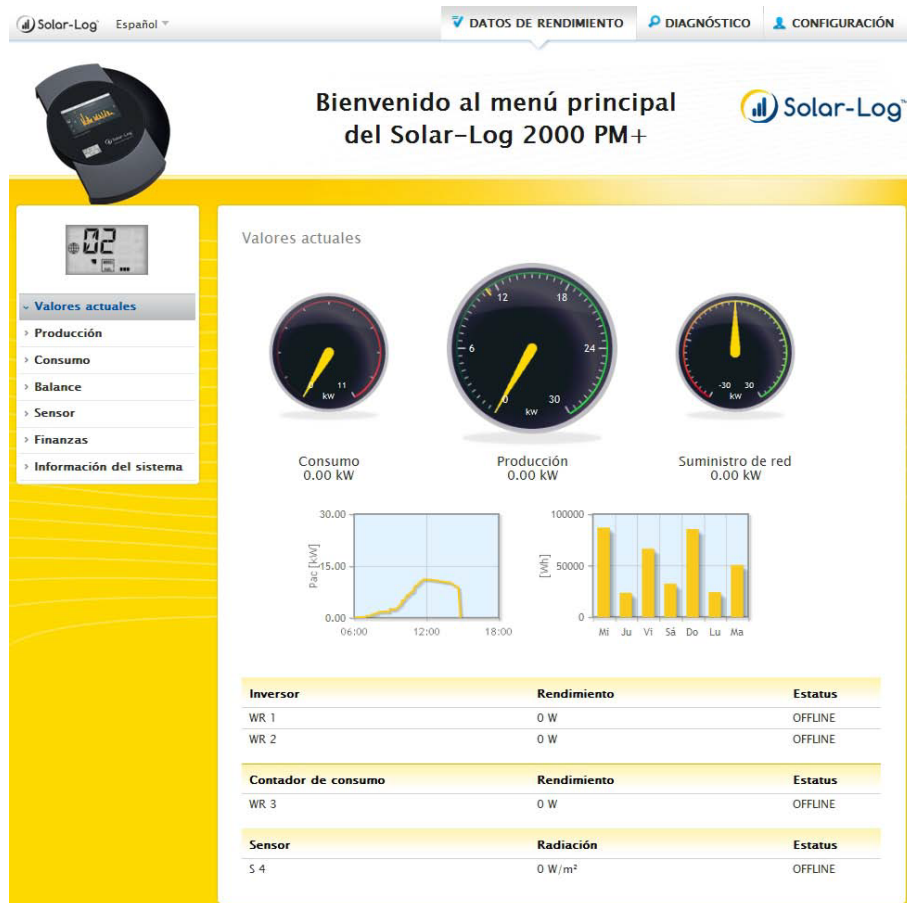 Solar-Log Español
DATOS DE RENDIMIENTO DIAGNÓSTICO CONFIGURACIÓN
Bienvenido al menú principal
del Solar-Log 2000 PM+
Solar-Log™
02
Valores actuales
Producción
Consumo
Balance
Sensor
Finanzas
Información del sistema
Valores actuales
0 11
kW
0 6 12 18 24 30
kW
-30 30
kW
Consumo
0.00 kW
Producción
0.00 kW
Suministro de red
0.00 kW
Pac [kW]
30.00
15.00
0.00
06:00 12:00 18:00
[Wh]
100000
50000
0
Mi Ju Vi Sá Do Lu Ma
Inversor Rendimiento Estatus
WR 1 0 W OFFLINE
WR 2 0 W OFFLINE
Contador de consumo Rendimiento Estatus
WR 3 0 W OFFLINE
Sensor Radiación Estatus
S 4 0 W/m² OFFLINE